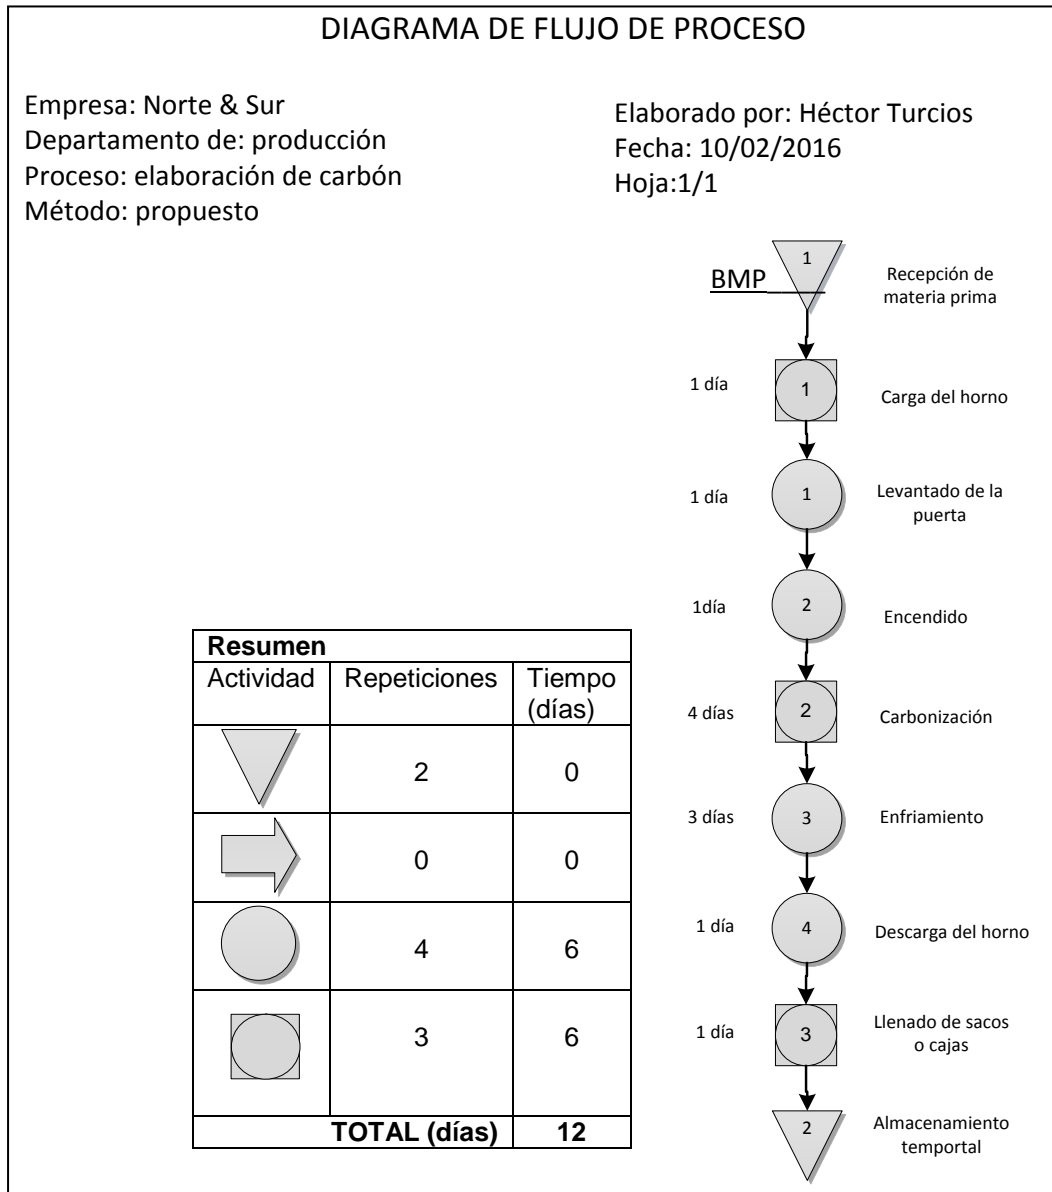 DIAGRAMA DE FLUJO DE PROCESO
Empresa: Norte & Sur
Departamento de: producción
Proceso: elaboración de carbón
Método: propuesto
Elaborado por: Héctor Turcios
Fecha: 10/02/2016
Hoja:1/1
BMP
1
Recepción de
materia prima
1 día
1
Carga del horno
1 día
1
Levantado de la
puerta
1día
2
Encendido
4 días
2
Carbonización
3 días
3
Enfriamiento
1 día
4
Descarga del horno
1 día
3
Llenado de sacos
o cajas
2
Almacenamiento
temportal
Resumen
Actividad Repeticiones Tiempo
(días)
2 0
0 0
4 6
3 6
TOTAL (días) 12